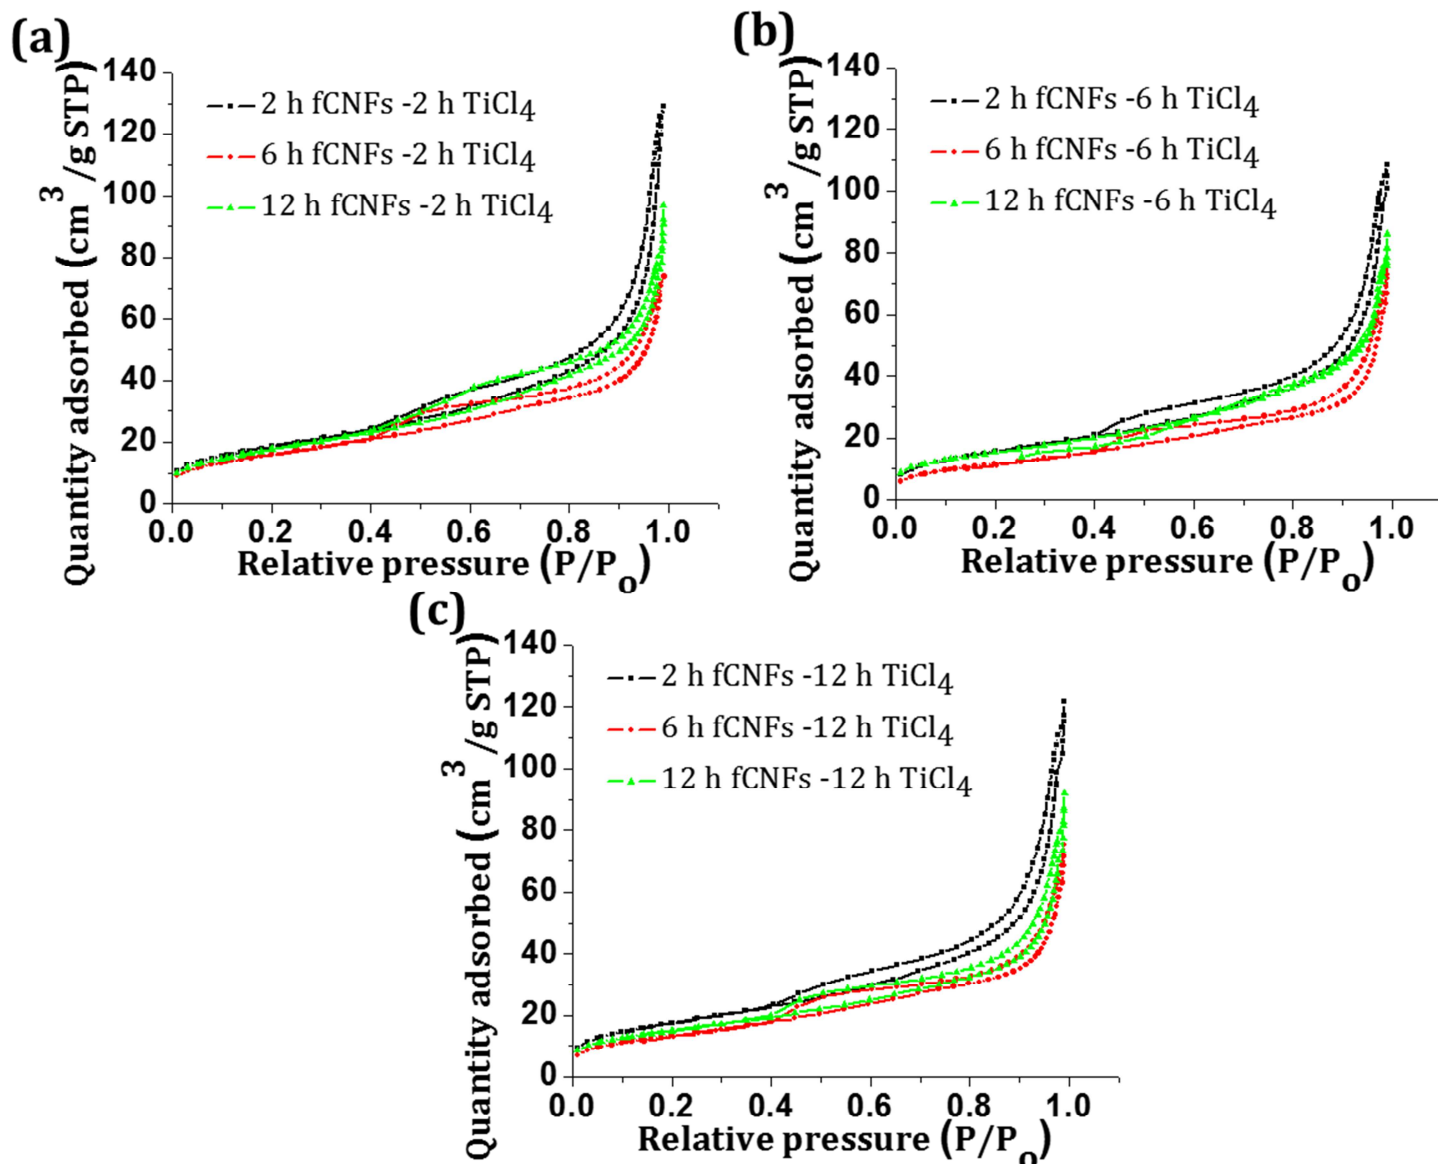 (a)
140
120
100
80
60
40
20
0
Quantity adsorbed (cm3/g STP)
2 h fCNFs -2 h TiCl4
6 h fCNFs -2 h TiCl4
12 h fCNFs -2 h TiCl4
0.0 0.2 0.4 0.6 0.8 1.0
Relative pressure (P/Po)
(b)
140
120
100
80
60
40
20
0
Quantity adsorbed (cm3/g STP)
2 h fCNFs -6 h TiCl4
6 h fCNFs -6 h TiCl4
12 h fCNFs -6 h TiCl4
0.0 0.2 0.4 0.6 0.8 1.0
Relative pressure (P/Po)
(c)
140
120
100
80
60
40
20
0
Quantity adsorbed (cm3/g STP)
2 h fCNFs -12 h TiCl4
6 h fCNFs -12 h TiCl4
12 h fCNFs -12 h TiCl4
0.0 0.2 0.4 0.6 0.8 1.0
Relative pressure (P/Po)